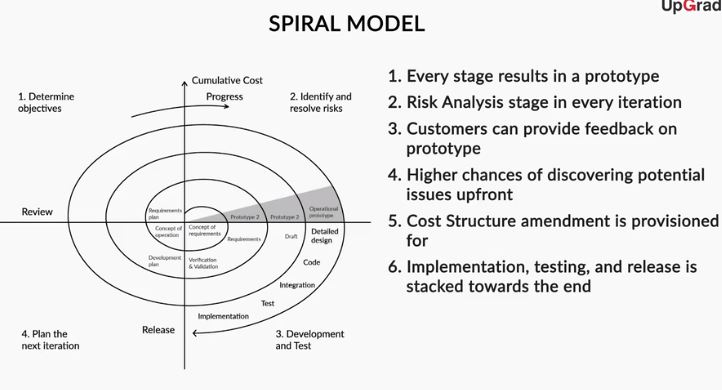 UpGrad
SPIRAL MODEL
Cumulative Cost
Progress
1. Determine
objectives
2. Identify and
resolve risks
Review
Requirements
plan
Concept of
operation
Concept of
requirements
Prototype 2
Prototype 2
Operational
prototype
Requirements
Draft
Detailed
design
Development
plan
Verification
& Validation
Code
Integration
Test
Implementation
Release
4. Plan the
next iteration
3. Development
and Test
1. Every stage results in a prototype
2. Risk Analysis stage in every iteration
3. Customers can provide feedback on
prototype
4. Higher chances of discovering potential
issues upfront
5. Cost Structure amendment is provisioned
for
6. Implementation, testing, and release is
stacked towards the end